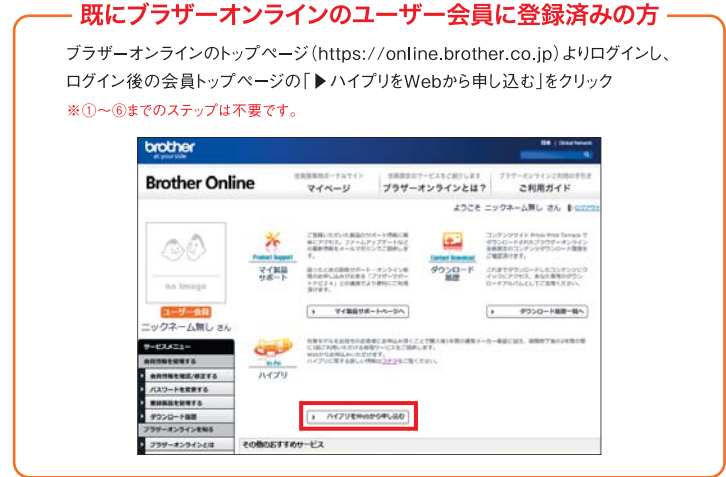 既にブラザーオンラインのユーザー会員に登録済みの方
ブラザーオンラインのトップページ（https://online.brother.co.jp）よりログインし、
ログイン後の会員トップページの「▶ハイプリをWebから申し込む」をクリック
※①～⑥までのステップは不要です。
brother
at your side
日本 | Global Network
Brother Online
マイページ
ブラザーオンラインとは?
ご利用ガイド
ようこそ ニックネーム無し さん
no Image
ユーザー会員
ニックネーム無し さん
Product Support
マイ製品
サポート
マイ製品サポートページへ
Content Download
ダウンロード
履歴
ダウンロード履歴一覧へ
サービスメニュー
会員情報を管理する
会員情報を確認/修正する
パスワードを変更する
登録製品を管理する
ダウンロード履歴
ブラザーオンラインを知る
ブラザーオンラインとは
Hi-Pri
ハイプリ
ハイプリをWebから申し込む
その他のおすすめサービス